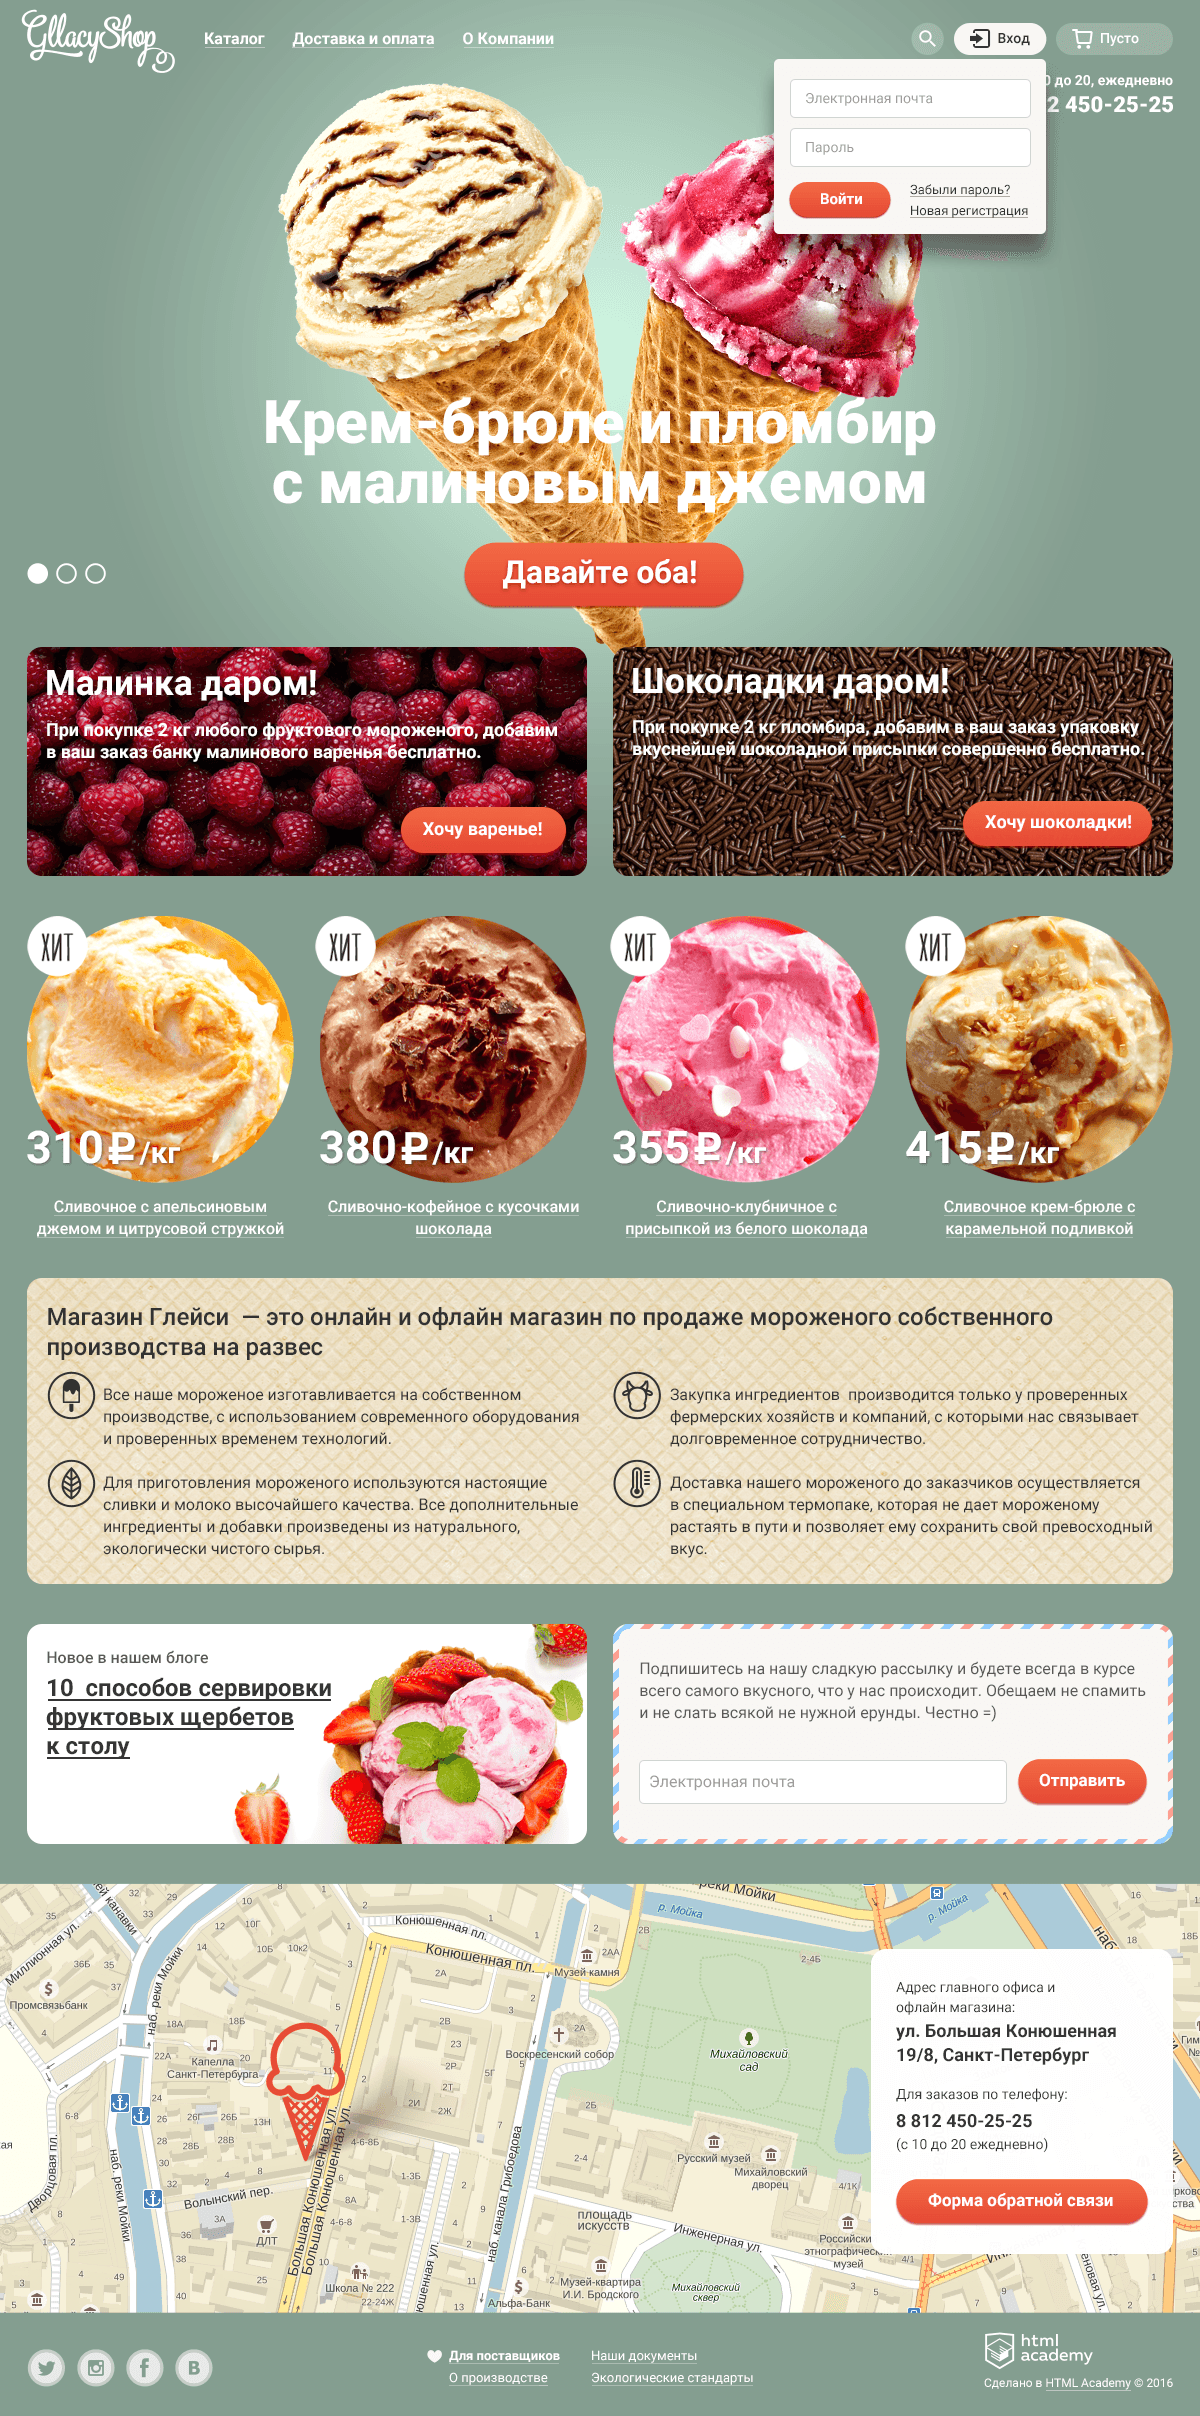 GllacyShop
Каталог
Доставка и оплата
О Компании
Вход
Пусто
0 до 20, ежедневно
2 450-25-25
Электронная почта
Пароль
Войти
Забыли пароль?
Новая регистрация
Крем-брюле и пломбир
с малиновым джемом
Давайте оба!
Малинка даром!
При покупке 2 кг любого фруктового мороженого, добавим
в ваш заказ банку малинового варенья бесплатно.
Хочу варенье!
Шоколадки даром!
При покупке 2 кг пломбира, добавим в ваш заказ упаковку
вкуснейшей шоколадной присыпки совершенно бесплатно.
Хочу шоколадки!
ХИТ
310₽/кг
Сливочное с апельсиновым
джемом и цитрусовой стружкой
ХИТ
380₽/кг
Сливочно-кофейное с кусочками
шоколада
ХИТ
355₽/кг
Сливочно-клубничное с
присыпкой из белого шоколада
ХИТ
415₽/кг
Сливочное крем-брюле с
карамельной подливкой
Магазин Глейси — это онлайн и офлайн магазин по продаже мороженого собственного
производства на развес
Все наше мороженое изготавливается на собственном
производстве, с использованием современного оборудования
и проверенных временем технологий.
Закупка ингредиентов производится только у проверенных
фермерских хозяйств и компаний, с которыми нас связывает
долговременное сотрудничество.
Для приготовления мороженого используются настоящие
сливки и молоко высочайшего качества. Все дополнительные
ингредиенты и добавки произведены из натурального,
экологически чистого сырья.
Доставка нашего мороженого до заказчиков осуществляется
в специальном термопаке, которая не дает мороженому
растаять в пути и позволяет ему сохранить свой превосходный
вкус.
Новое в нашем блоге
10 способов сервировки
фруктовых щербетов
к столу
Подпишитесь на нашу сладкую рассылку и будете всегда в курсе
всего самого вкусного, что у нас происходит. Обещаем не спамить
и не слать всякой не нужной ерунды. Честно =)
Электронная почта
Отправить
реки Мойки
р. Мойка
р. Мойка
Миллионная ул.
наб. реки Мойки
Конюшенная пл.
Конюшенная пл.
Музей камня
Промсвязьбанк
Капелла
Санкт-Петербурга
Воскресенский собор
Михайловский
сад
Русский музей
Михайловский
дворец
Дворцовая пл.
наб. реки Мойки
Волынский пер.
ДЛТ
Большая Конюшенная ул.
Большая Конюшенная ул.
Школа № 222
наб. канала Грибоедова
площадь
искусств
Инженерная ул.
Российски
этнографический
музей
Музей-квартира
И.И. Бродского
Альфа-Банк
Михайловский
сквер
Адрес главного офиса и
офлайн магазина:
ул. Большая Конюшенная
19/8, Санкт-Петербург
Для заказов по телефону:
8 812 450-25-25
(с 10 до 20 ежедневно)
Форма обратной связи
Для поставщиков
О производстве
Наши документы
Экологические стандарты
html
academy
Сделано в HTML Academy © 2016